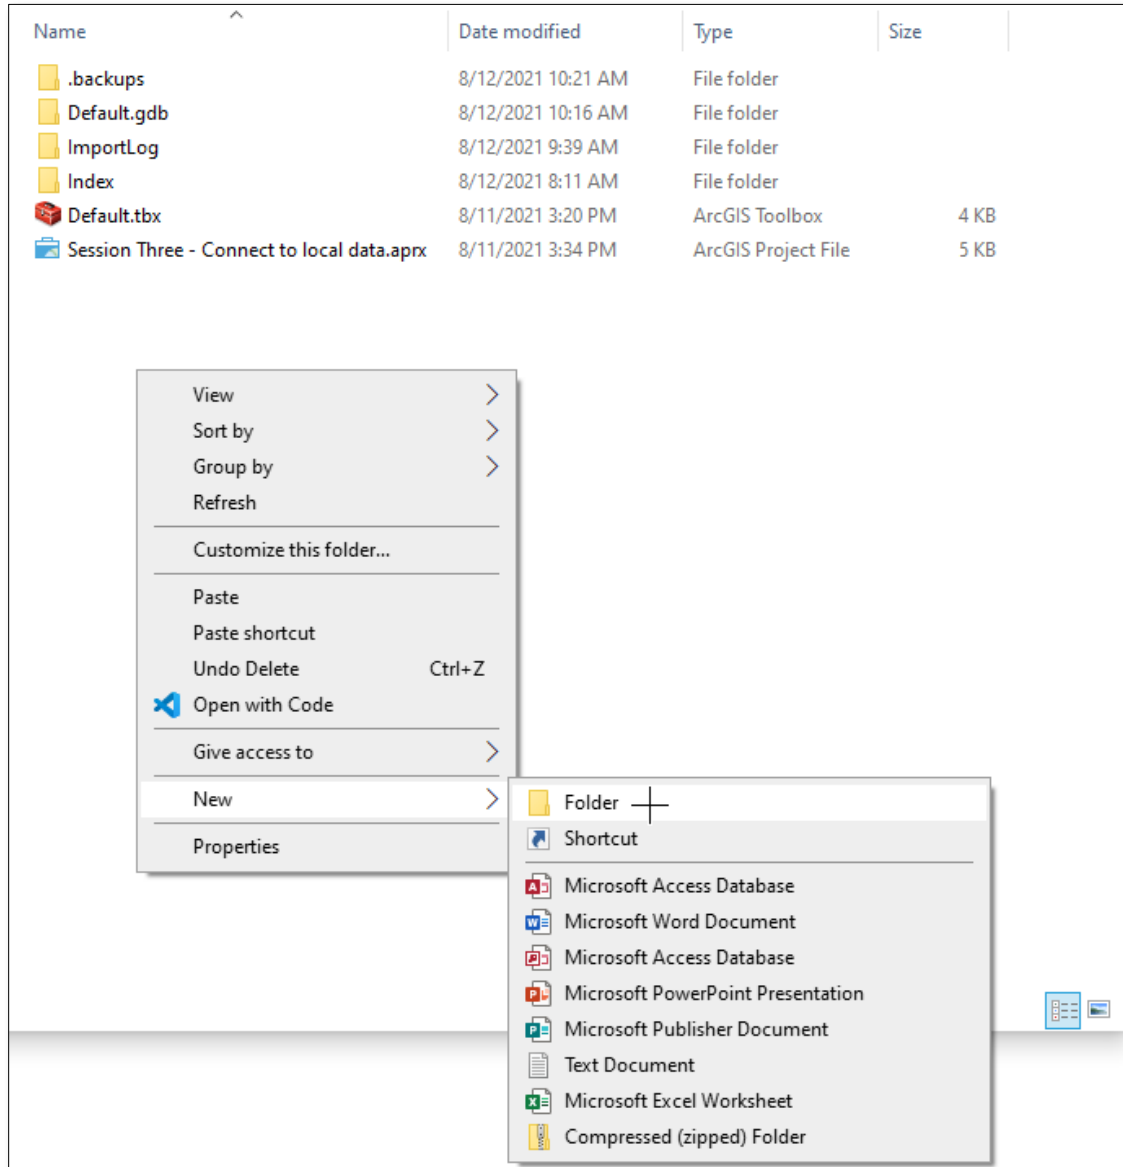 Name Date modified Type Size
.backups 8/12/2021 10:21 AM File folder
Default.gdb 8/12/2021 10:16 AM File folder
ImportLog 8/12/2021 9:39 AM File folder
Index 8/12/2021 8:11 AM File folder
Default.tbx 8/11/2021 3:20 PM ArcGIS Toolbox 4 KB
Session Three - Connect to local data.aprx 8/11/2021 3:34 PM ArcGIS Project File 5 KB
View
Sort by
Group by
Refresh
Customize this folder...
Paste
Paste shortcut
Undo Delete Ctrl+Z
Open with Code
Give access to
New
Properties
Folder
Shortcut
Microsoft Access Database
Microsoft Word Document
Microsoft Access Database
Microsoft PowerPoint Presentation
Microsoft Publisher Document
Text Document
Microsoft Excel Worksheet
Compressed (zipped) Folder